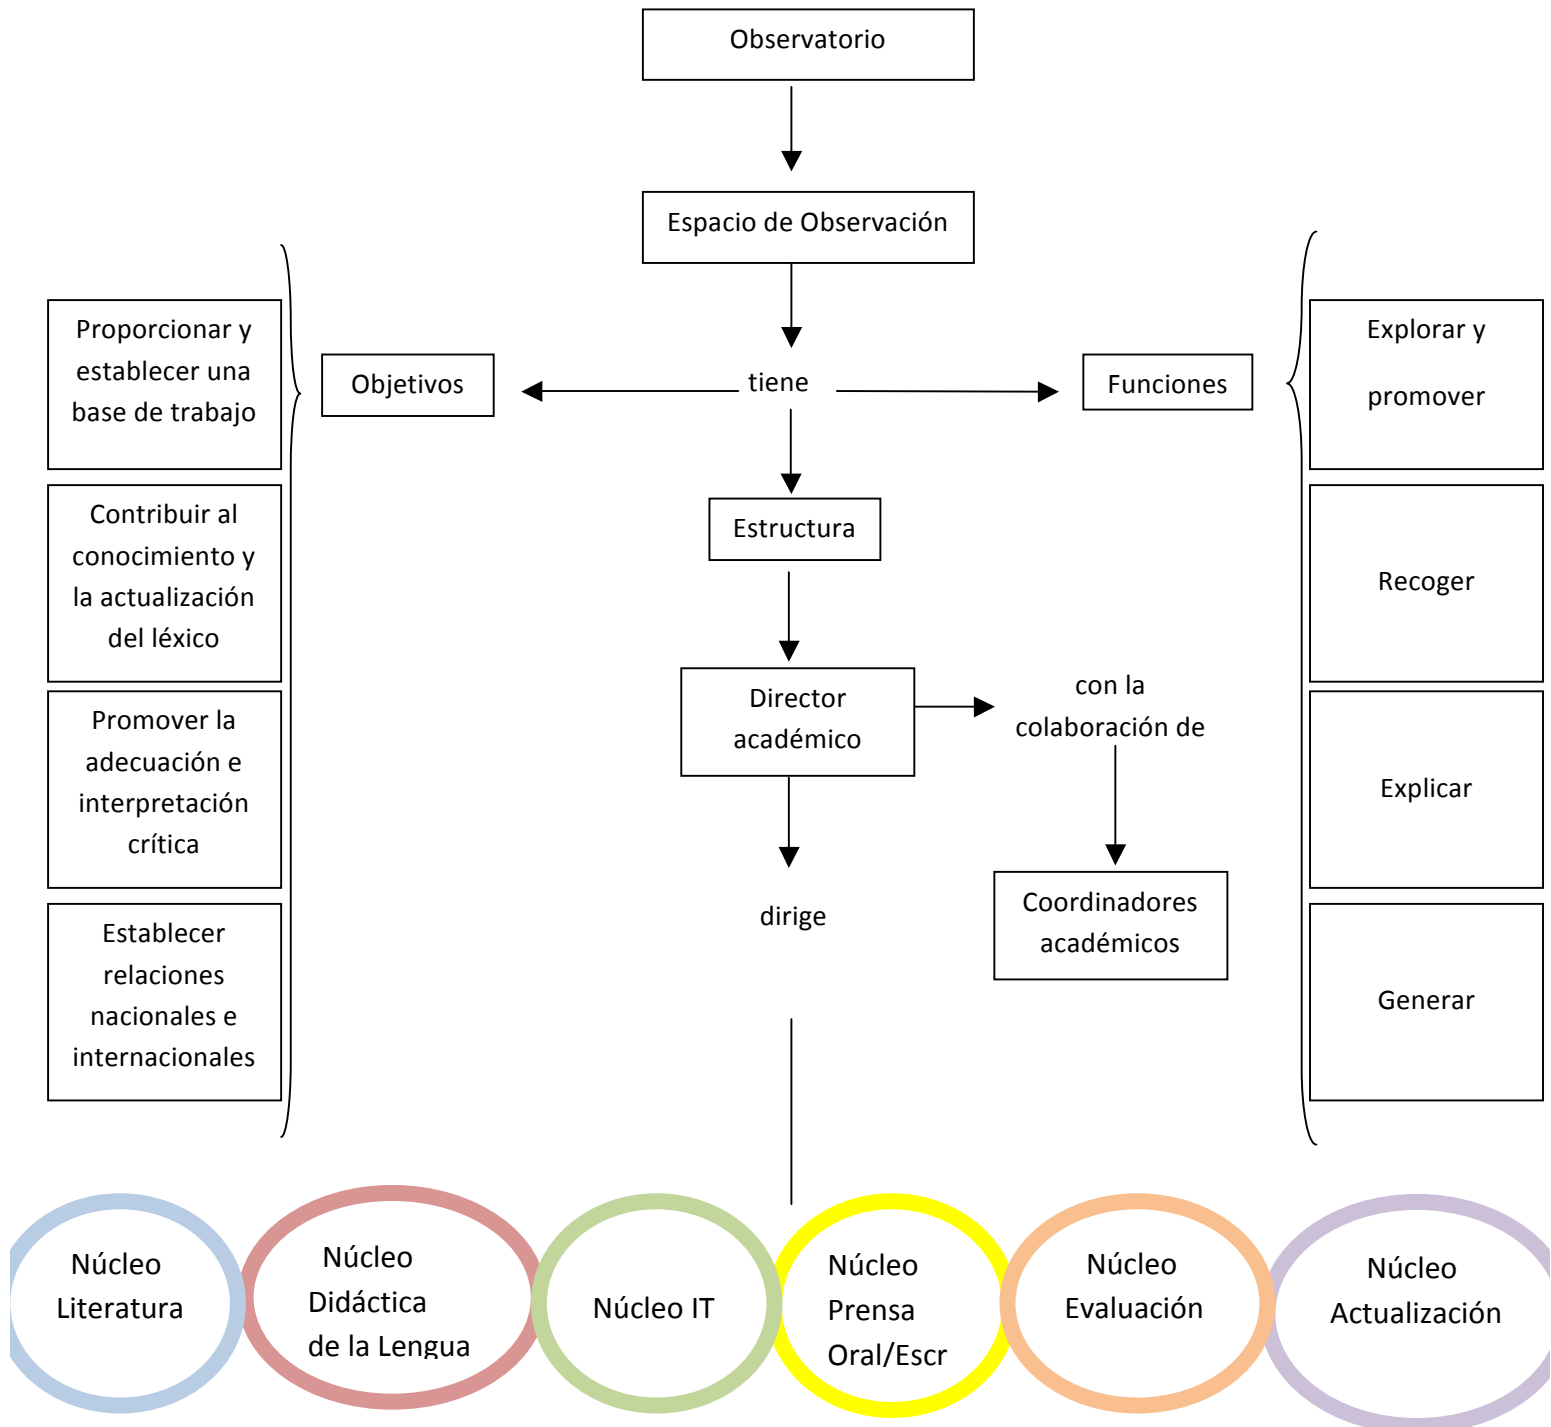 Observatorio
Espacio de Observación
tiene
Objetivos
Proporcionar y
establecer una
base de trabajo
Contribuir al
conocimiento y
la actualización
del léxico
Promover la
adecuación e
interpretación
crítica
Establecer
relaciones
nacionales e
internacionales
Funciones
Explorar y
promover
Recoger
Explicar
Generar
Estructura
Director
académico
con la
colaboración de
Coordinadores
académicos
dirige
Núcleo
Literatura
Núcleo
Didáctica
de la Lengua
Núcleo IT
Núcleo
Prensa
Oral/Escr
Núcleo
Evaluación
Núcleo
Actualización